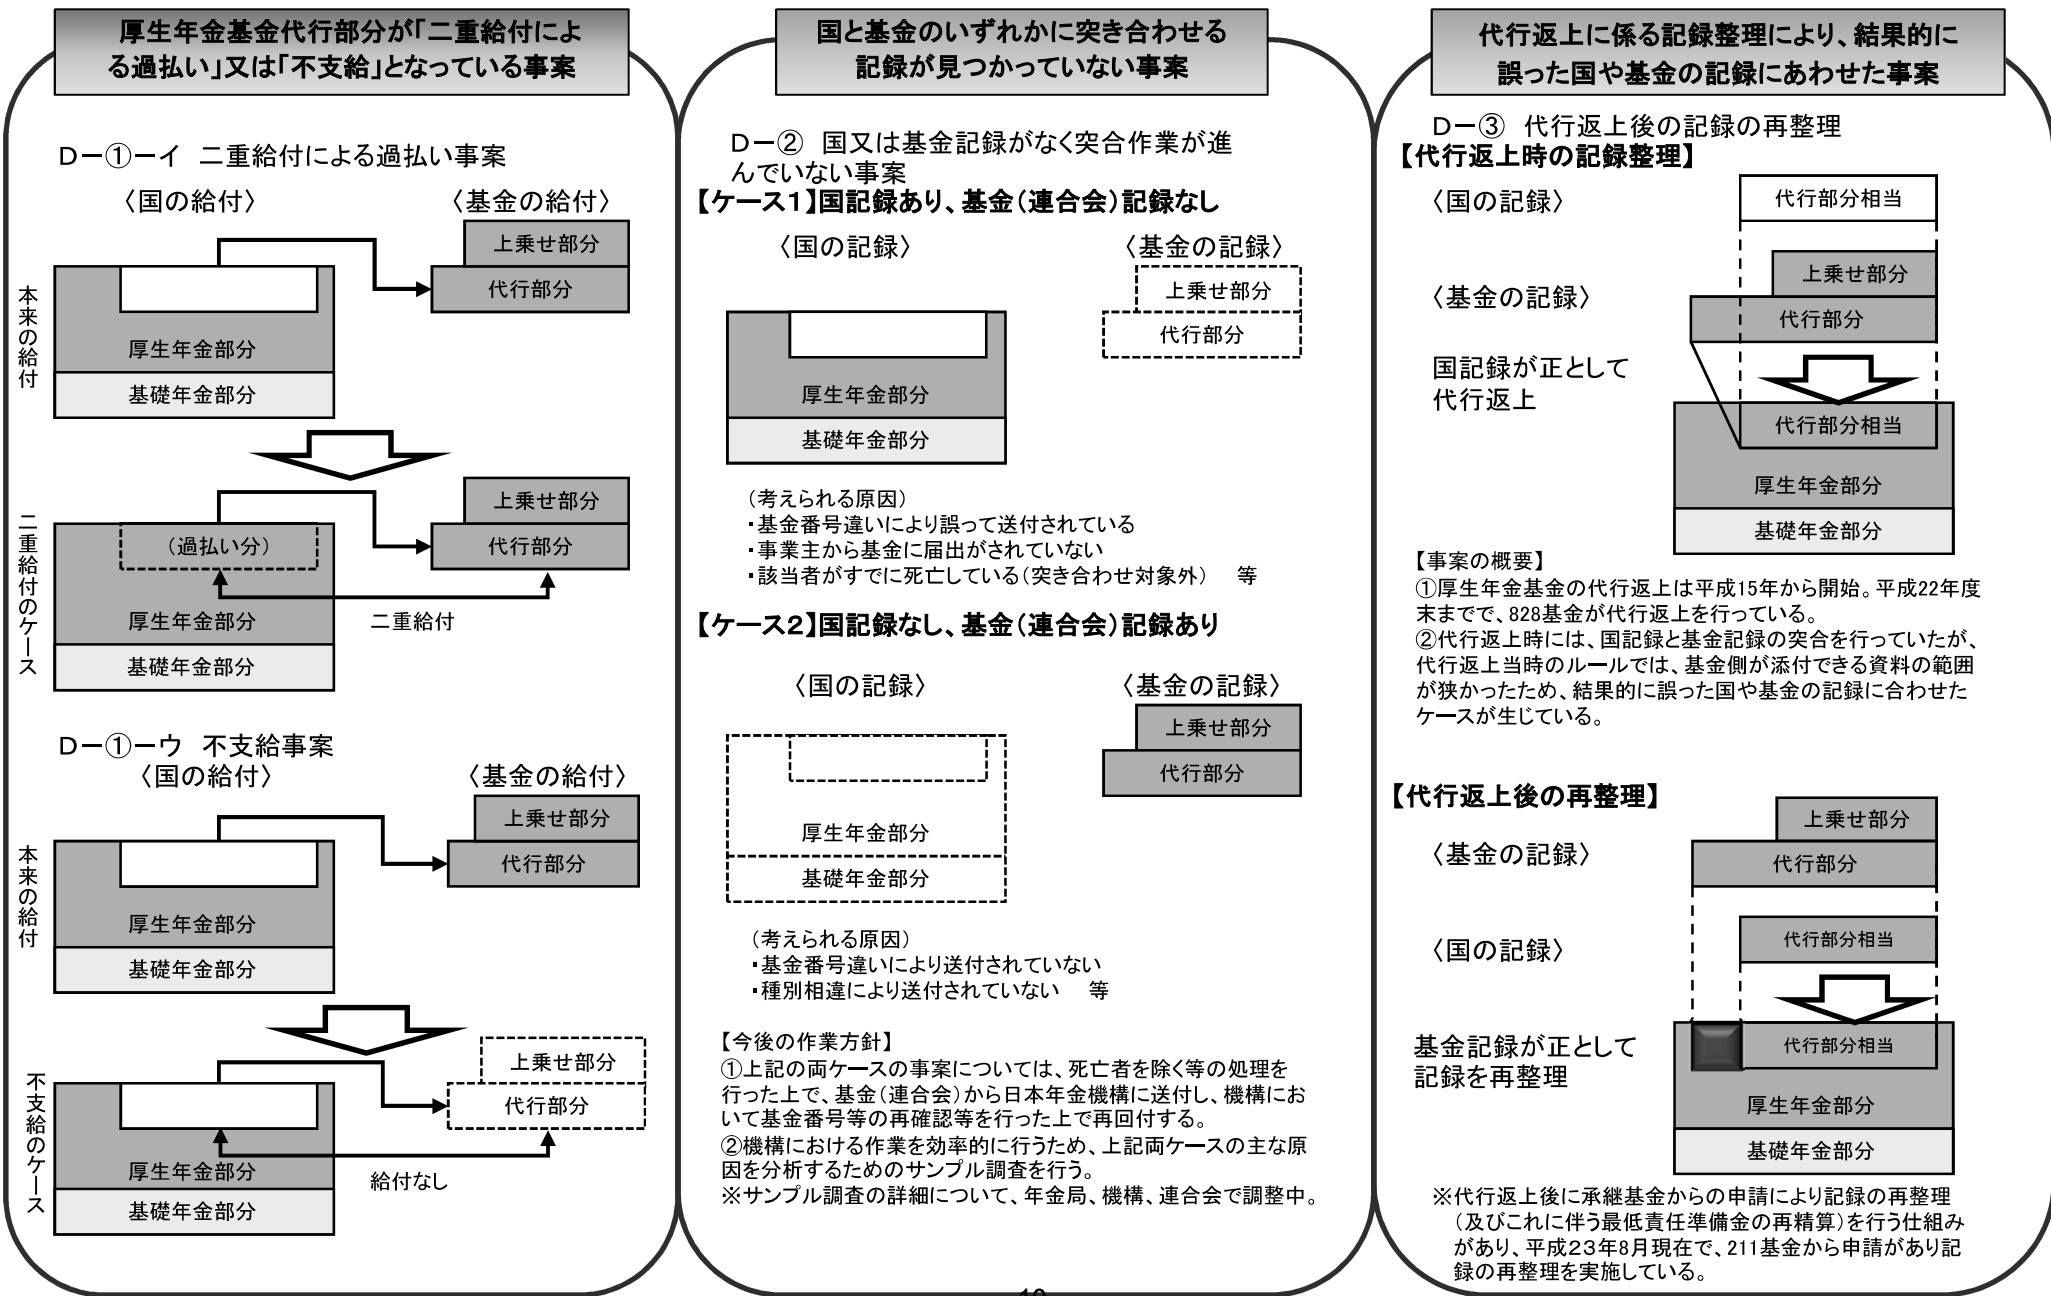 厚生年金基金代行部分が｢二重給付によ
る過払い｣又は｢不支給｣となっている事案
D－①－イ 二重給付による過払い事案
〈国の給付〉
〈基金の給付〉
本来の給付
上乗せ部分
代行部分
厚生年金部分
基礎年金部分
二重給付のケース
上乗せ部分
（過払い分）
代行部分
厚生年金部分
二重給付
基礎年金部分
D－①－ウ 不支給事案
〈国の給付〉
〈基金の給付〉
本来の給付
上乗せ部分
代行部分
厚生年金部分
基礎年金部分
不支給のケース
上乗せ部分
代行部分
厚生年金部分
給付なし
基礎年金部分
国と基金のいずれかに突き合わせる
記録が見つかっていない事案
D－② 国又は基金記録がなく突合作業が進
んでいない事案
【ケース１】国記録あり、基金（連合会）記録なし
〈国の記録〉
〈基金の記録〉
上乗せ部分
代行部分
厚生年金部分
基礎年金部分
（考えられる原因）
・基金番号違いにより誤って送付されている
・事業主から基金に届出がされていない
・該当者がすでに死亡している（突き合わせ対象外） 等
【ケース２】国記録なし、基金（連合会）記録あり
〈国の記録〉
〈基金の記録〉
上乗せ部分
代行部分
厚生年金部分
基礎年金部分
（考えられる原因）
・基金番号違いにより送付されていない
・種別相違により送付されていない 等
【今後の作業方針】
①上記の両ケースの事案については、死亡者を除く等の処理を
行った上で、基金（連合会）から日本年金機構に送付し、機構にお
いて基金番号等の再確認等を行った上で再回付する。
②機構における作業を効率的に行うため、上記両ケースの主な原
因を分析するためのサンプル調査を行う。
※サンプル調査の詳細について、年金局、機構、連合会で調整中。
代行返上に係る記録整理により、結果的に
誤った国や基金の記録にあわせた事案
D－③ 代行返上後の記録の再整理
【代行返上時の記録整理】
〈国の記録〉
代行部分相当
〈基金の記録〉
上乗せ部分
代行部分
国記録が正として
代行返上
代行部分相当
厚生年金部分
基礎年金部分
【事案の概要】
①厚生年金基金の代行返上は平成15年から開始。平成22年度
末までで、828基金が代行返上を行っている。
②代行返上時には、国記録と基金記録の突合を行っていたが、
代行返上当時のルールでは、基金側が添付できる資料の範囲
が狭かったため、結果的に誤った国や基金の記録に合わせた
ケースが生じている。
【代行返上後の再整理】
〈基金の記録〉
上乗せ部分
代行部分
〈国の記録〉
代行部分相当
基金記録が正として
記録を再整理
代行部分相当
厚生年金部分
基礎年金部分
※代行返上後に承継基金からの申請により記録の再整理
（及びこれに伴う最低責任準備金の再精算）を行う仕組み
があり、平成２３年8月現在で、211基金から申請があり記
録の再整理を実施している。